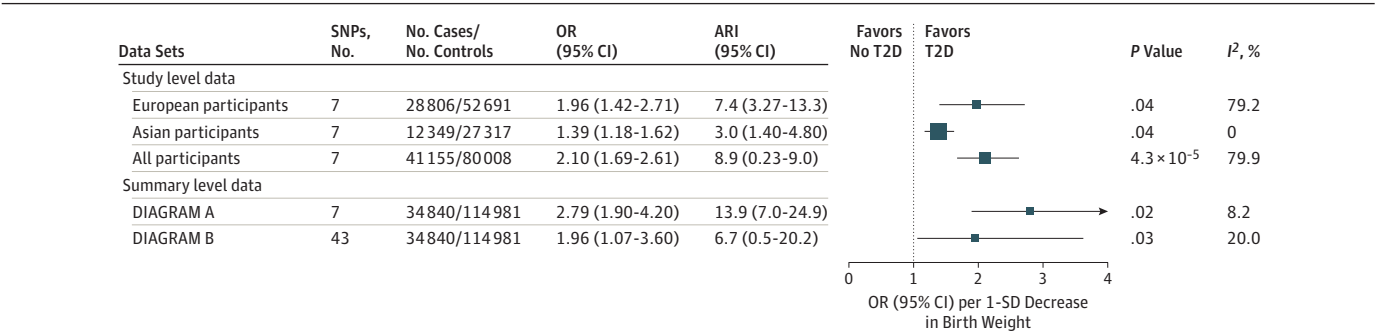 Data Sets SNPs, No. No. Cases/ No. Controls OR (95% CI) ARI (95% CI) Favors No T2D Favors T2D P Value I², %
Study level data
European participants 7 28806/52691 1.96 (1.42-2.71) 7.4 (3.27-13.3) .04 79.2
Asian participants 7 12349/27317 1.39 (1.18-1.62) 3.0 (1.40-4.80) .04 0
All participants 7 41155/80008 2.10 (1.69-2.61) 8.9 (0.23-9.0) 4.3 × 10⁻⁵ 79.9
Summary level data
DIAGRAM A 7 34840/114981 2.79 (1.90-4.20) 13.9 (7.0-24.9) .02 8.2
DIAGRAM B 43 34840/114981 1.96 (1.07-3.60) 6.7 (0.5-20.2) .03 20.0
0 1 2 3 4
OR (95% CI) per 1-SD Decrease
in Birth Weight